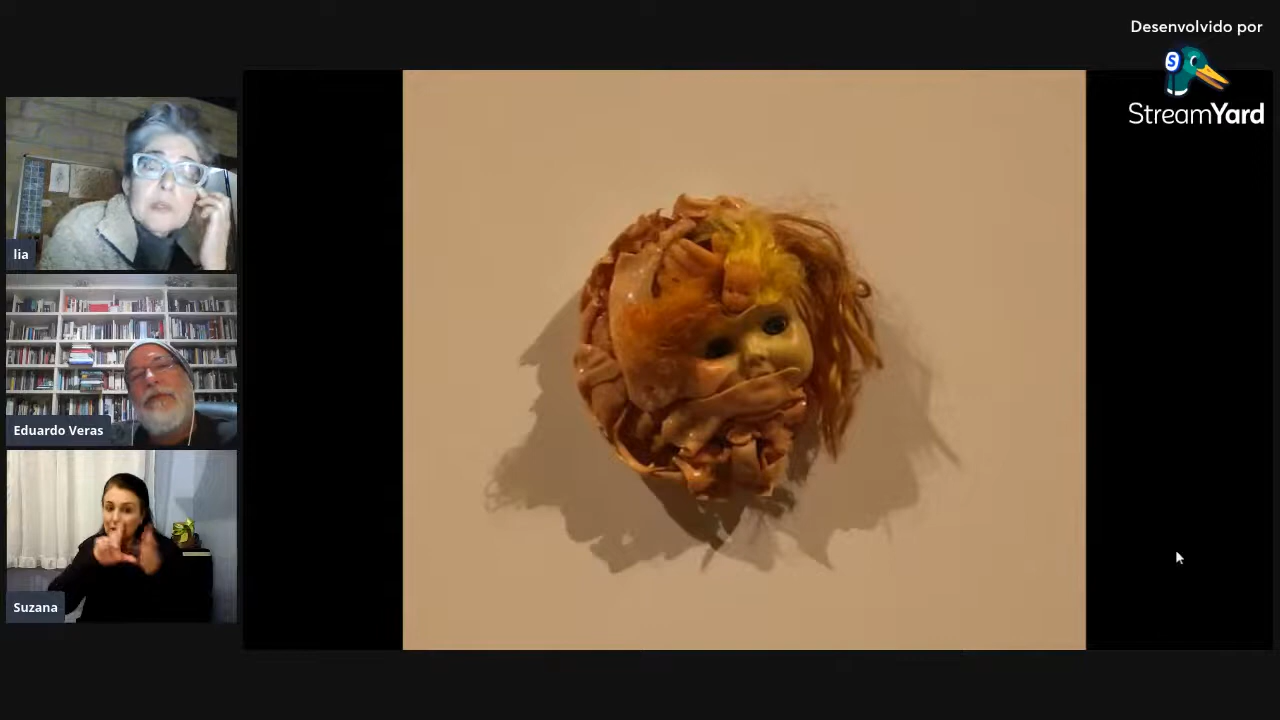 Desenvolvido por
StreamYard
lia
Eduardo Veras
Suzana